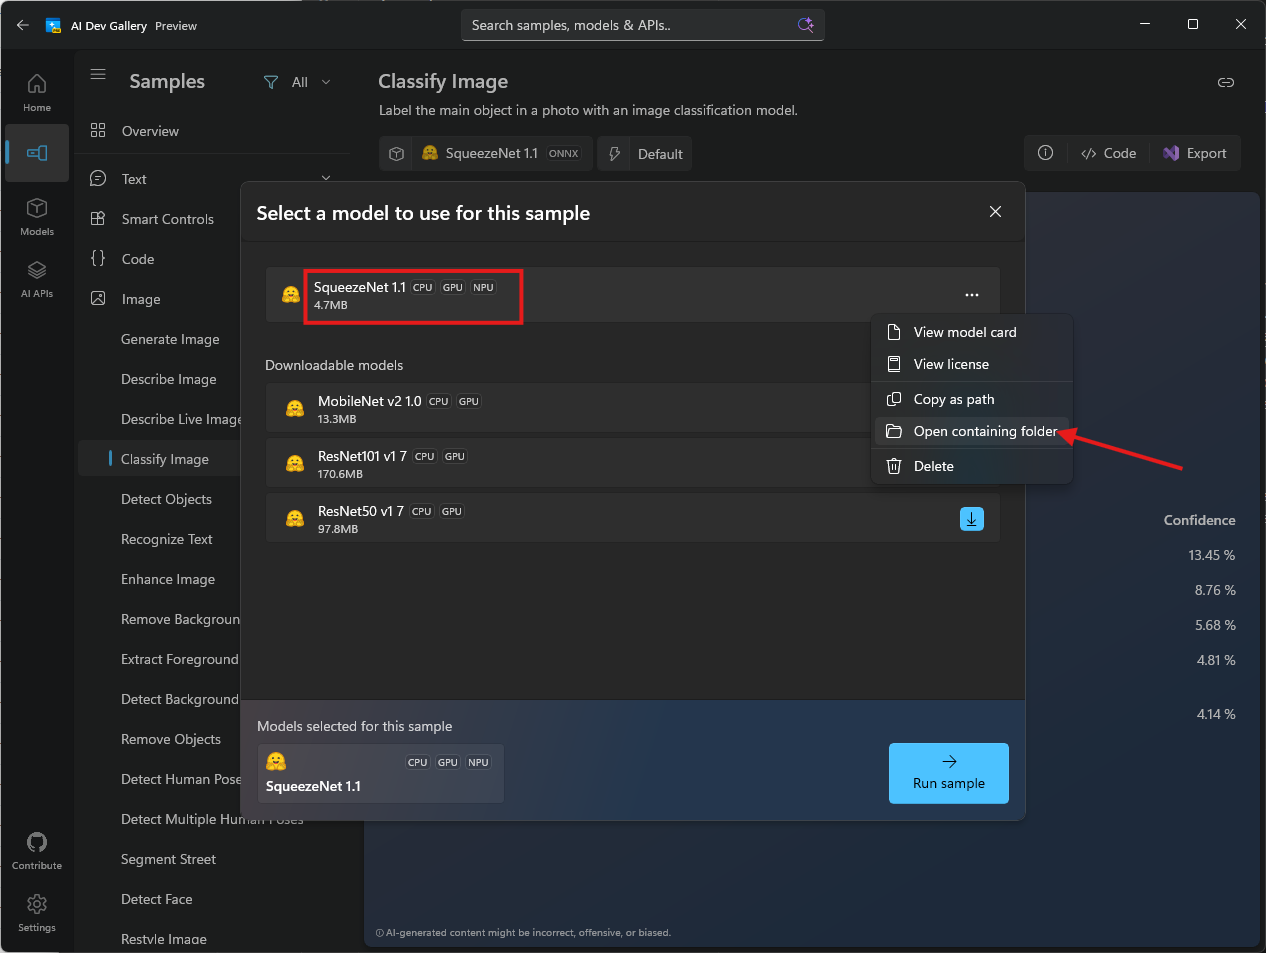 AI Dev Gallery Preview
Search samples, models & APIs..
Home
Models
AI APIs
Contribute
Settings
Samples
All
Overview
Text
Smart Controls
Code
Image
Generate Image
Describe Image
Describe Live Image
Classify Image
Detect Objects
Recognize Text
Enhance Image
Remove Backgroun
Extract Foreground
Detect Background
Remove Objects
Detect Human Pose
Detect Multiple Human Poses
Segment Street
Detect Face
Restyle Image
Classify Image
Label the main object in a photo with an image classification model.
SqueezeNet 1.1 ONNX
Default
Code
Export
Select a model to use for this sample
SqueezeNet 1.1 CPU GPU NPU
4.7MB
Downloadable models
MobileNet v2 1.0 CPU GPU
13.3MB
ResNet101 v1 7 CPU GPU
170.6MB
ResNet50 v1 7 CPU GPU
97.8MB
View model card
View license
Copy as path
Open containing folder
Delete
Models selected for this sample
CPU GPU NPU
SqueezeNet 1.1
Run sample
Confidence
13.45 %
8.76 %
5.68 %
4.81 %
4.14 %
AI-generated content might be incorrect, offensive, or biased.